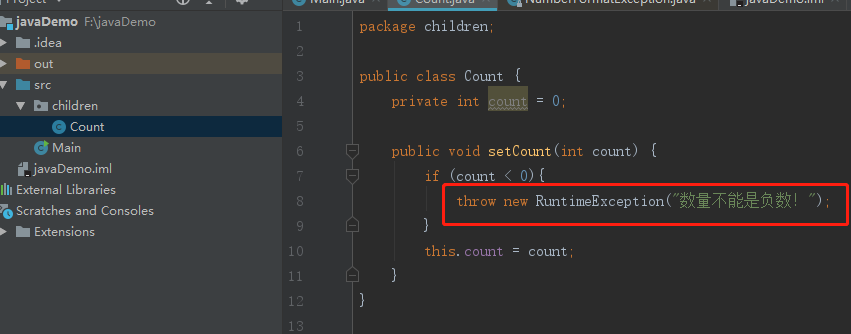 Project
Main.java Count.java NumberFormatException.java javaDemo.iml
javaDemo F:\javaDemo
.idea
out
src
children
Count
Main
javaDemo.iml
External Libraries
Scratches and Consoles
Extensions
1 package children;
2
3 public class Count {
4 private int count = 0;
5
6 public void setCount(int count) {
7 if (count < 0){
8 throw new RuntimeException("数量不能是负数！");
9 }
10 this.count = count;
11 }
12 }
13